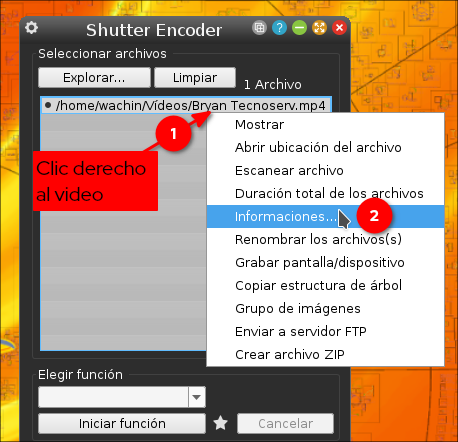 Shutter Encoder
Seleccionar archivos
Explorar...
Limpiar
1 Archivo
/home/wachin/Vídeos/Bryan Tecnoserv.mp4
1
Clic derecho
al video
Mostrar
Abrir ubicación del archivo
Escanear archivo
Duración total de los archivos
Informaciones...
2
Renombrar los archivos(s)
Grabar pantalla/dispositivo
Copiar estructura de árbol
Grupo de imágenes
Enviar a servidor FTP
Crear archivo ZIP
Elegir función
Iniciar función
Cancelar